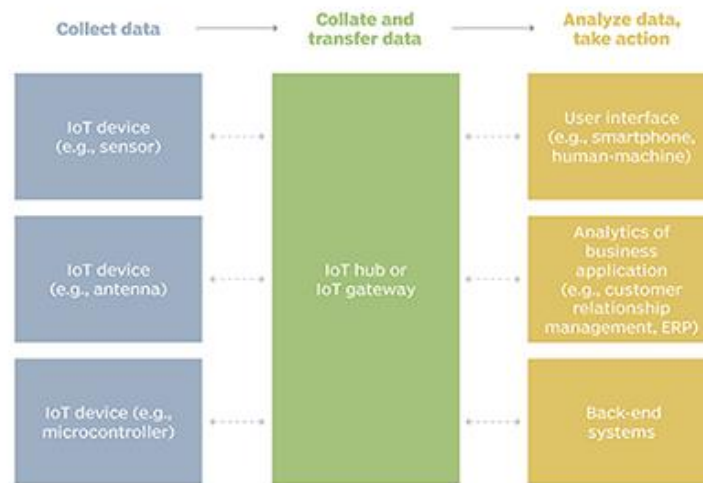 Collect data
Collate and
transfer data
Analyze data,
take action
IoT device
(e.g., sensor)
IoT device
(e.g., antenna)
IoT device (e.g.,
microcontroller)
IoT hub or
IoT gateway
User interface
(e.g., smartphone,
human-machine)
Analytics of
business
application
(e.g., customer
relationship
management, ERP)
Back-end
systems